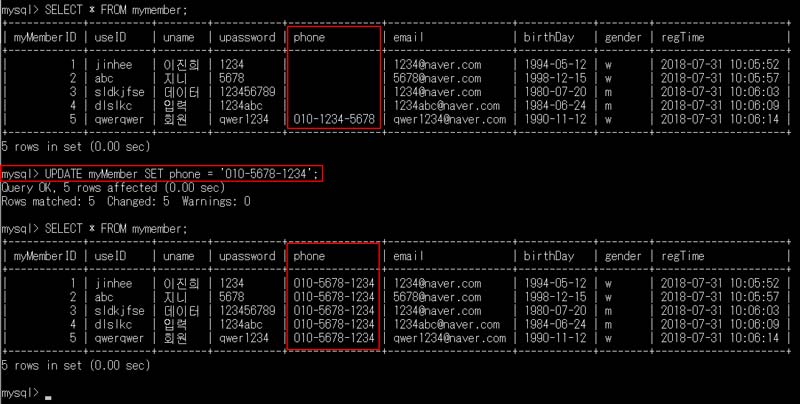 mysql> SELECT * FROM mymember;
+------------+----------+--------+-----------+---------------+--------------------+------------+--------+---------------------+
| myMemberID | useID | uname | upassword | phone | email | birthDay | gender | regTime |
+------------+----------+--------+-----------+---------------+--------------------+------------+--------+---------------------+
| 1 | jinhee | 이진희 | 1234 | | 1234@naver.com | 1994-05-12 | w | 2018-07-31 10:05:52 |
| 2 | abc | 지니 | 5678 | | 5678@naver.com | 1998-12-15 | w | 2018-07-31 10:05:57 |
| 3 | sldkjfse | 데이터 | 123456789 | | 123@naver.com | 1980-07-20 | m | 2018-07-31 10:06:03 |
| 4 | dlslkc | 입력 | 1234abc | | 1234abc@naver.com | 1984-06-24 | m | 2018-07-31 10:06:09 |
| 5 | qwerqwer | 회원 | qwer1234 | 010-1234-5678 | qwer1234@naver.com | 1990-11-12 | w | 2018-07-31 10:06:14 |
+------------+----------+--------+-----------+---------------+--------------------+------------+--------+---------------------+
5 rows in set (0.00 sec)
mysql> UPDATE myMember SET phone = '010-5678-1234';
Query OK, 5 rows affected (0.00 sec)
Rows matched: 5 Changed: 5 Warnings: 0
mysql> SELECT * FROM mymember;
+------------+----------+--------+-----------+---------------+--------------------+------------+--------+---------------------+
| myMemberID | useID | uname | upassword | phone | email | birthDay | gender | regTime |
+------------+----------+--------+-----------+---------------+--------------------+------------+--------+---------------------+
| 1 | jinhee | 이진희 | 1234 | 010-5678-1234 | 1234@naver.com | 1994-05-12 | w | 2018-07-31 10:05:52 |
| 2 | abc | 지니 | 5678 | 010-5678-1234 | 5678@naver.com | 1998-12-15 | w | 2018-07-31 10:05:57 |
| 3 | sldkjfse | 데이터 | 123456789 | 010-5678-1234 | 123@naver.com | 1980-07-20 | m | 2018-07-31 10:06:03 |
| 4 | dlslkc | 입력 | 1234abc | 010-5678-1234 | 1234abc@naver.com | 1984-06-24 | m | 2018-07-31 10:06:09 |
| 5 | qwerqwer | 회원 | qwer1234 | 010-5678-1234 | qwer1234@naver.com | 1990-11-12 | w | 2018-07-31 10:06:14 |
+------------+----------+--------+-----------+---------------+--------------------+------------+--------+---------------------+
5 rows in set (0.00 sec)
mysql> _